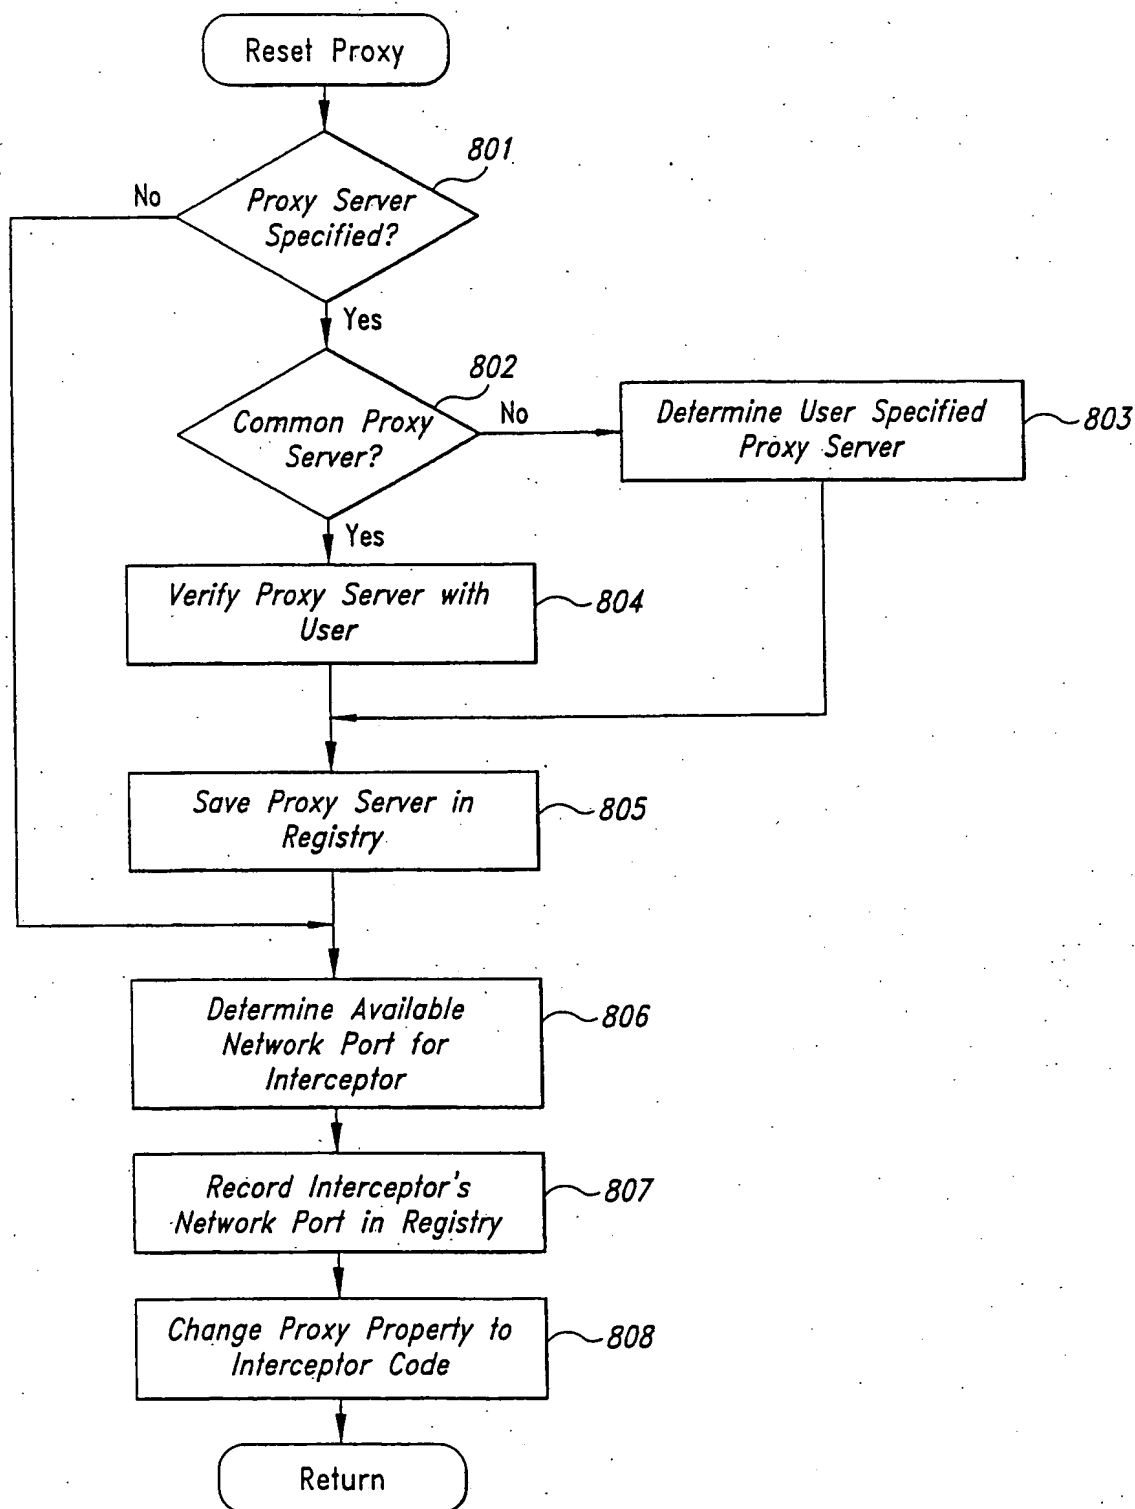 Reset Proxy
801
No
Proxy Server
Specified?
Yes
802
Common Proxy
Server?
No
Determine User Specified
Proxy Server
803
Yes
Verify Proxy Server with
User
804
Save Proxy Server in
Registry
805
Determine Available
Network Port for
Interceptor
806
Record Interceptor's
Network Port in Registry
807
Change Proxy Property to
Interceptor Code
808
Return